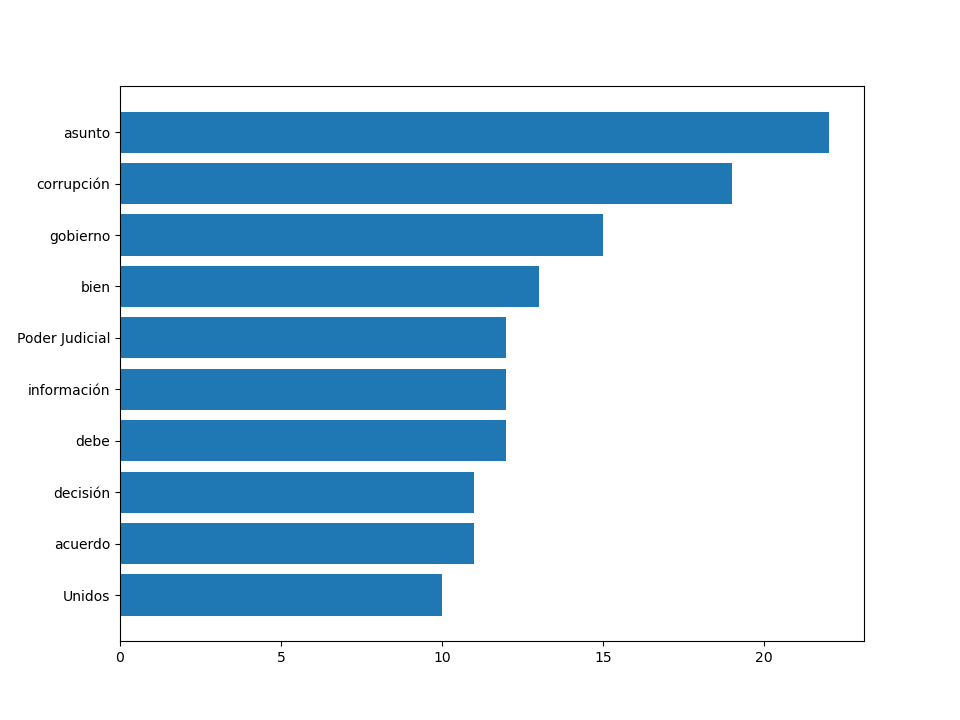 asunto
corrupción
gobierno
bien
Poder Judicial
información
debe
decisión
acuerdo
Unidos
0 5 10 15 20